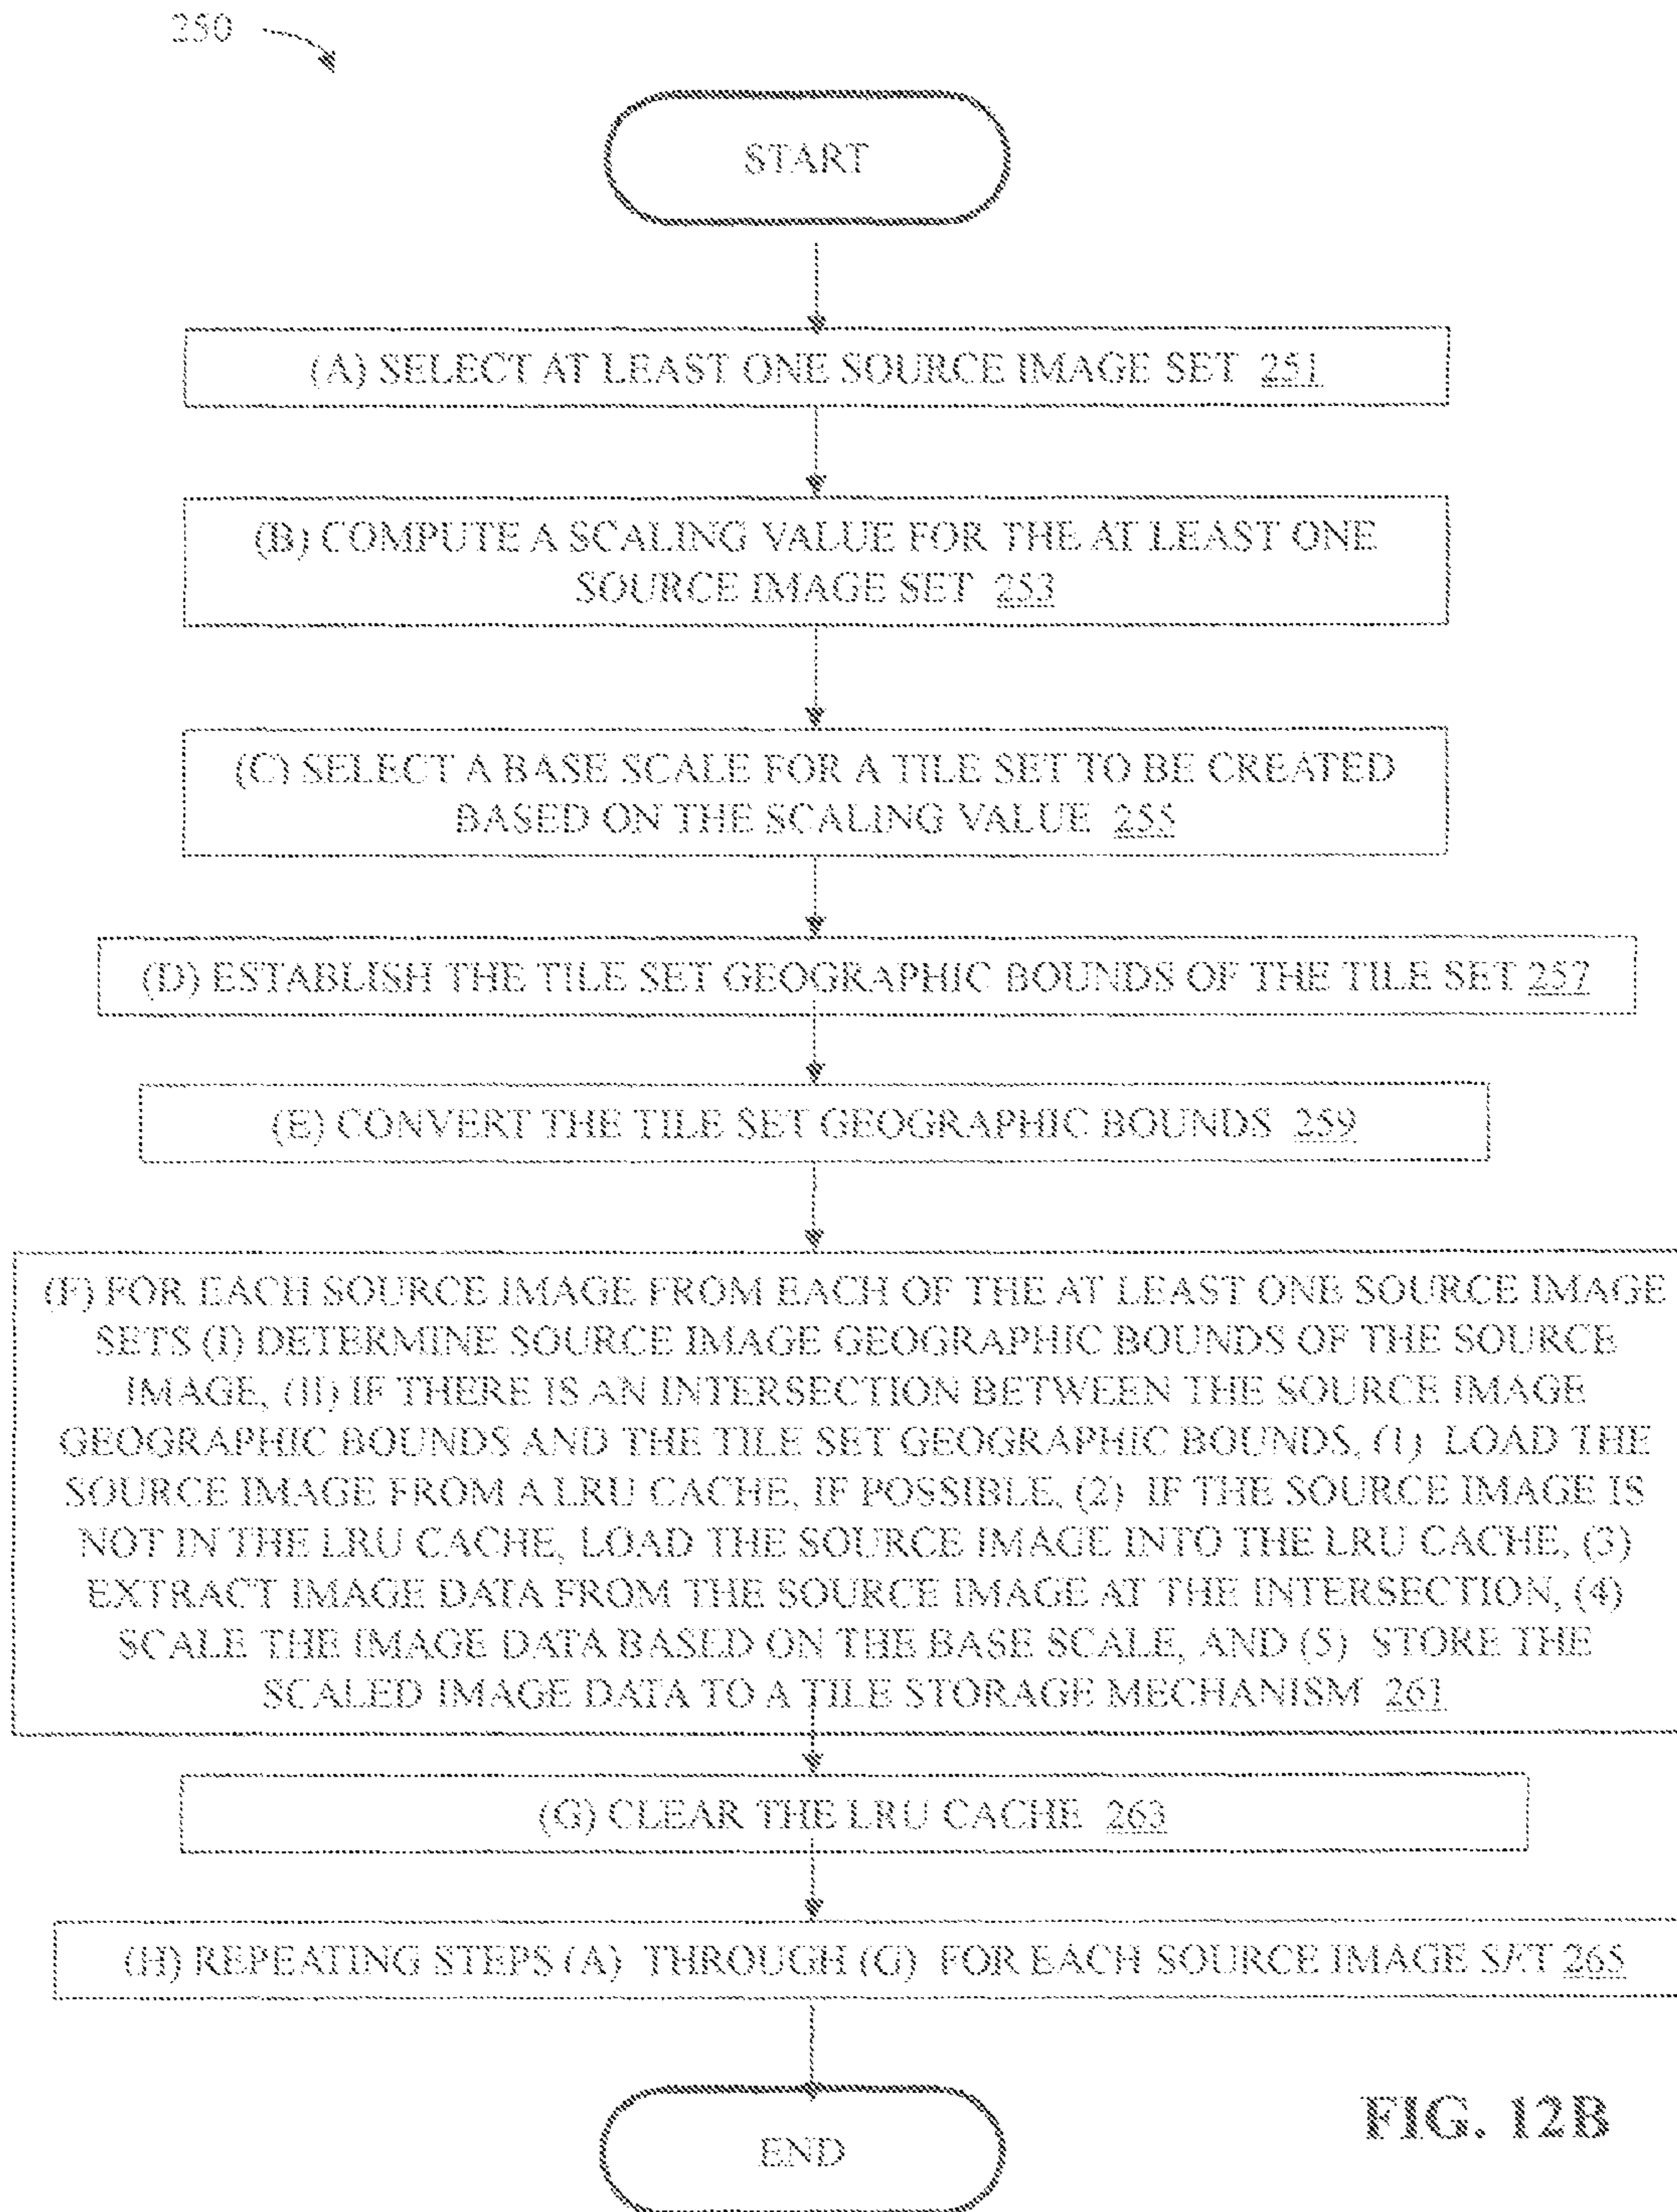 250
START
(A) SELECT AT LEAST ONE SOURCE IMAGE SET 251
(B) COMPUTE A SCALING VALUE FOR THE AT LEAST ONE
SOURCE IMAGE SET 253
(C) SELECT A BASE SCALE FOR A TILE SET TO BE CREATED
BASED ON THE SCALING VALUE 255
(D) ESTABLISH THE TILE SET GEOGRAPHIC BOUNDS OF THE TILE SET 257
(E) CONVERT THE TILE SET GEOGRAPHIC BOUNDS 259
(F) FOR EACH SOURCE IMAGE FROM EACH OF THE AT LEAST ONE SOURCE IMAGE
SETS (I) DETERMINE SOURCE IMAGE GEOGRAPHIC BOUNDS OF THE SOURCE
IMAGE, (II) IF THERE IS AN INTERSECTION BETWEEN THE SOURCE IMAGE
GEOGRAPHIC BOUNDS AND THE TILE SET GEOGRAPHIC BOUNDS, (1) LOAD THE
SOURCE IMAGE FROM A LRU CACHE, IF POSSIBLE, (2) IF THE SOURCE IMAGE IS
NOT IN THE LRU CACHE, LOAD THE SOURCE IMAGE INTO THE LRU CACHE, (3)
EXTRACT IMAGE DATA FROM THE SOURCE IMAGE AT THE INTERSECTION, (4)
SCALE THE IMAGE DATA BASED ON THE BASE SCALE, AND (5) STORE THE
SCALED IMAGE DATA TO A TILE STORAGE MECHANISM 261
(G) CLEAR THE LRU CACHE 263
(H) REPEATING STEPS (A) THROUGH (G) FOR EACH SOURCE IMAGE SET 265
END
FIG. 12B